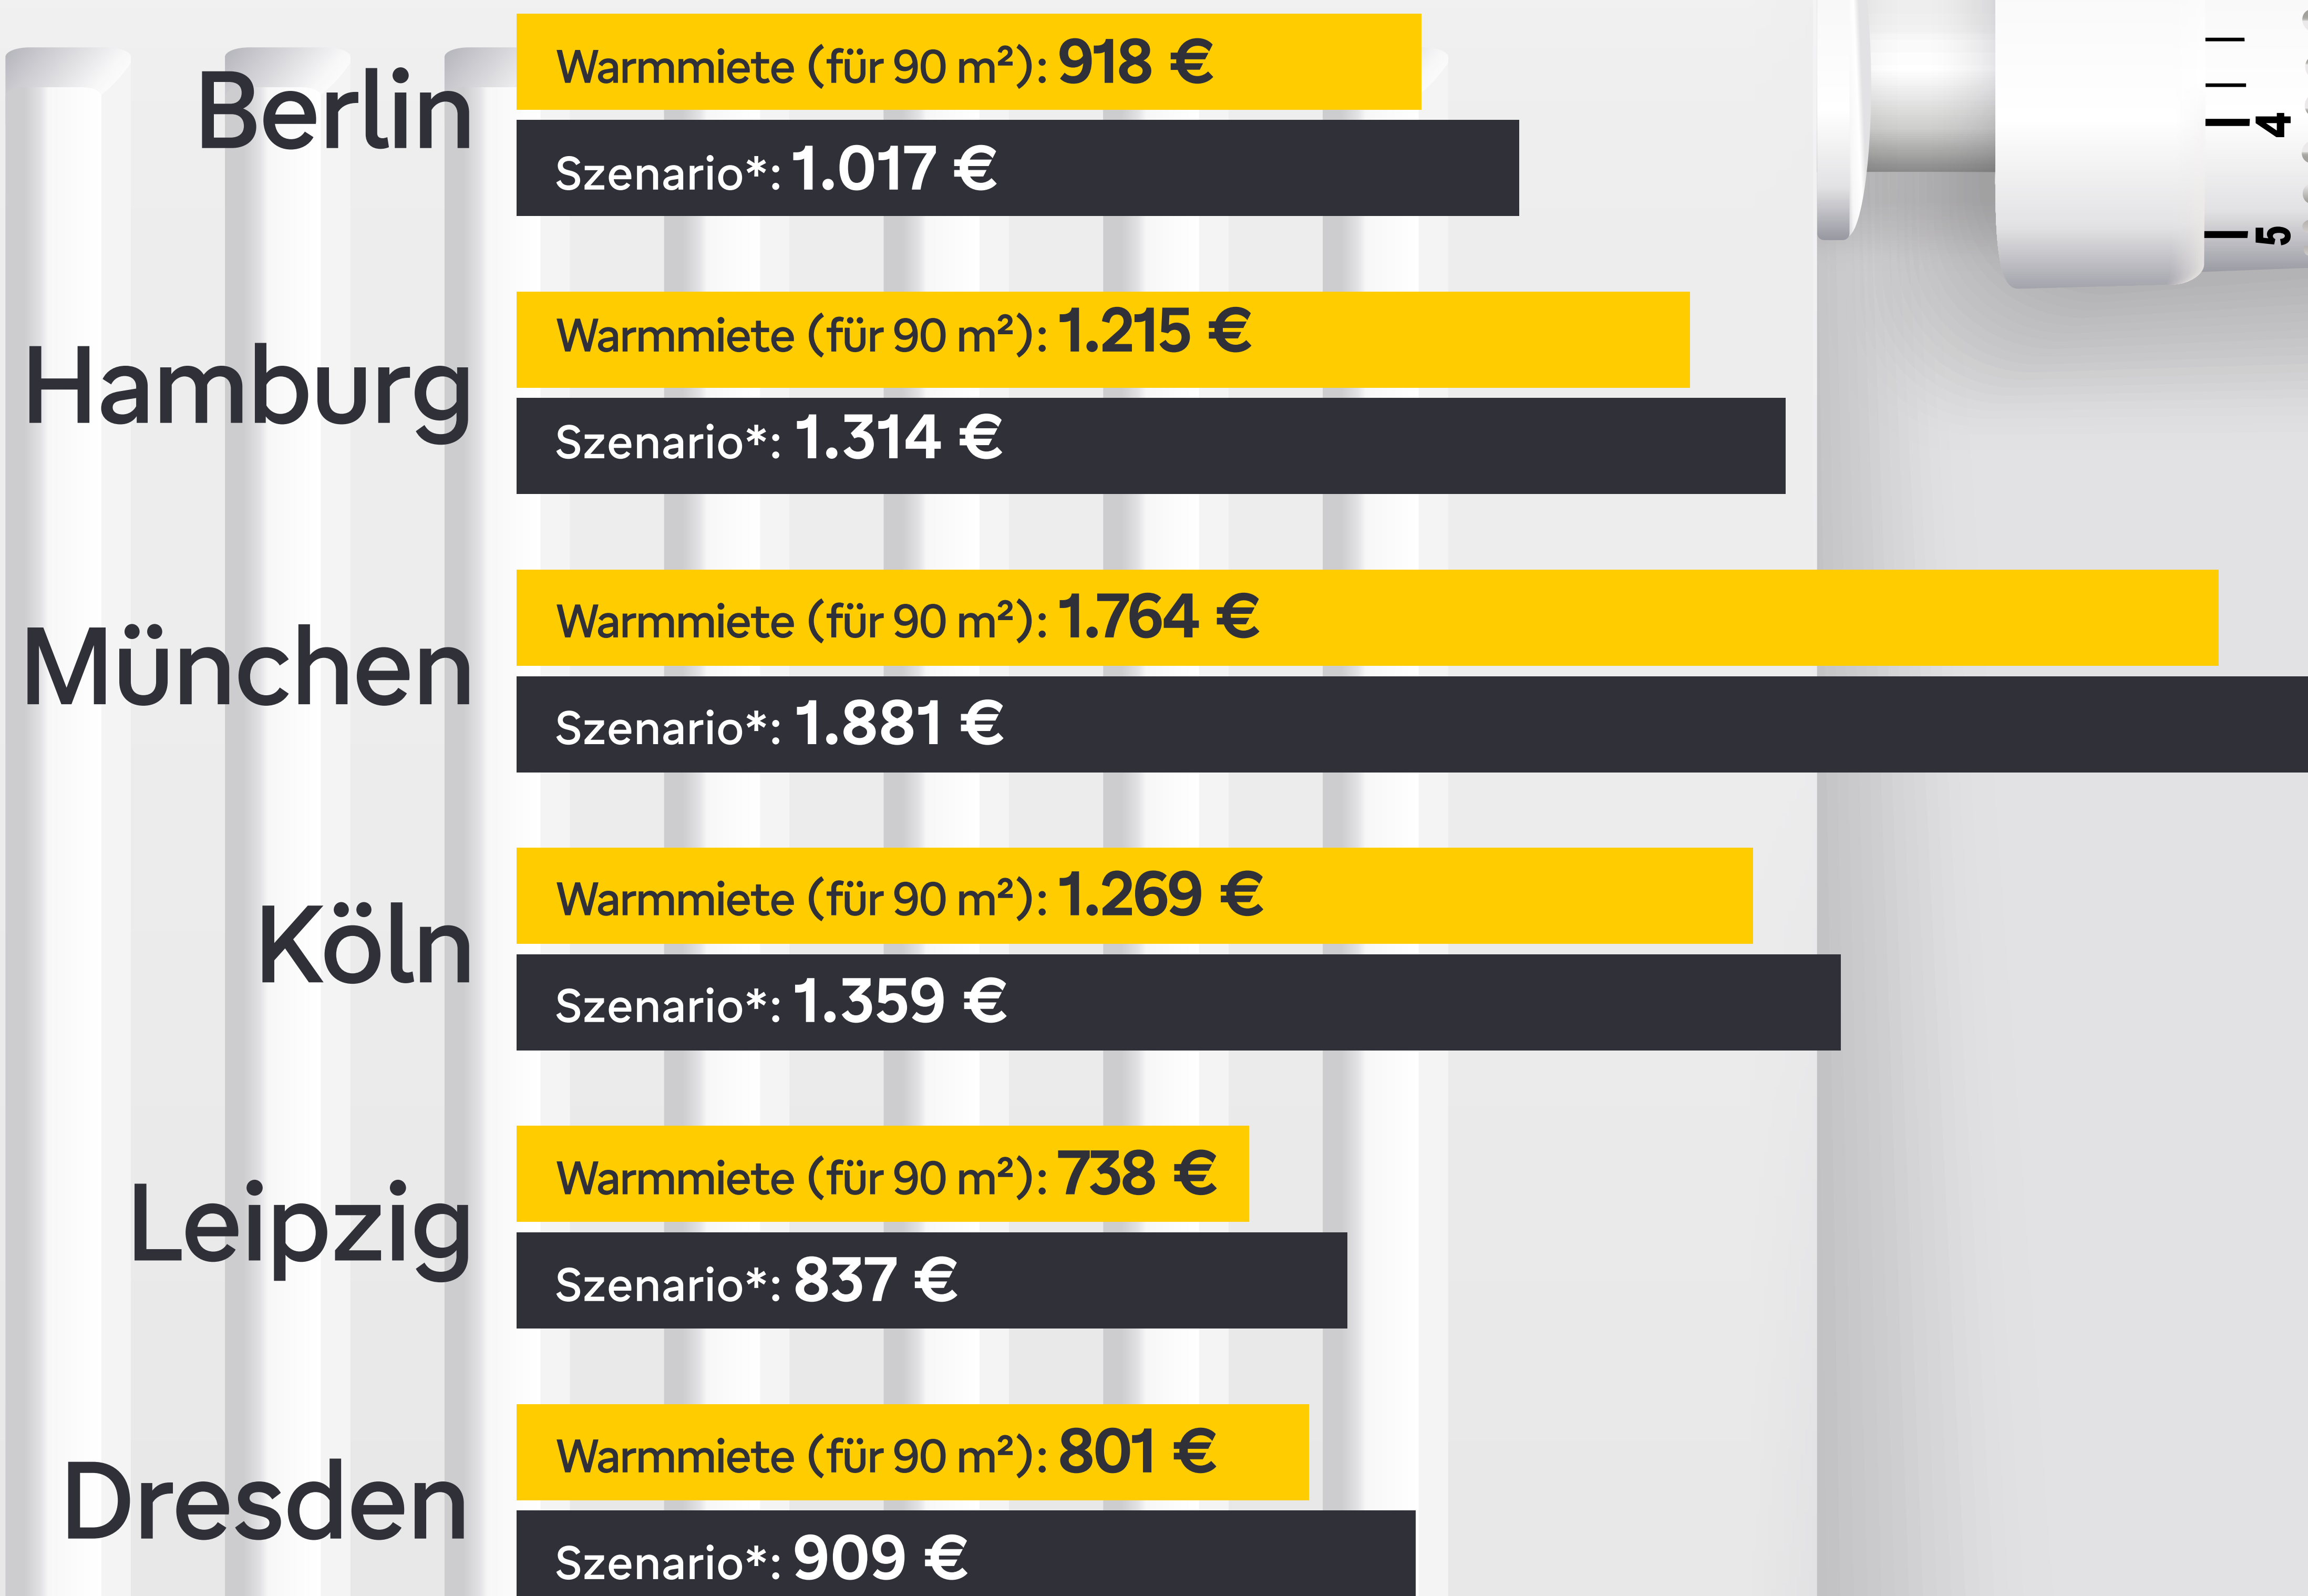 Berlin
Warmmiete (für 90 m²): 918 €
Szenario*: 1.017 €
Hamburg
Warmmiete (für 90 m²): 1.215 €
Szenario*: 1.314 €
München
Warmmiete (für 90 m²): 1.764 €
Szenario*: 1.881 €
Köln
Warmmiete (für 90 m²): 1.269 €
Szenario*: 1.359 €
Leipzig
Warmmiete (für 90 m²): 738 €
Szenario*: 837 €
Dresden
Warmmiete (für 90 m²): 801 €
Szenario*: 909 €
4
5